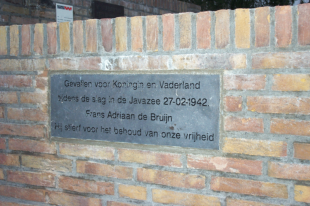 Gevallen voor Koningin en Vaderland
tijdens de slag in de Javazee 27-02-1942
Frans Adriaan de Bruijn
Hij stierf voor het behoud van onze vrijheid